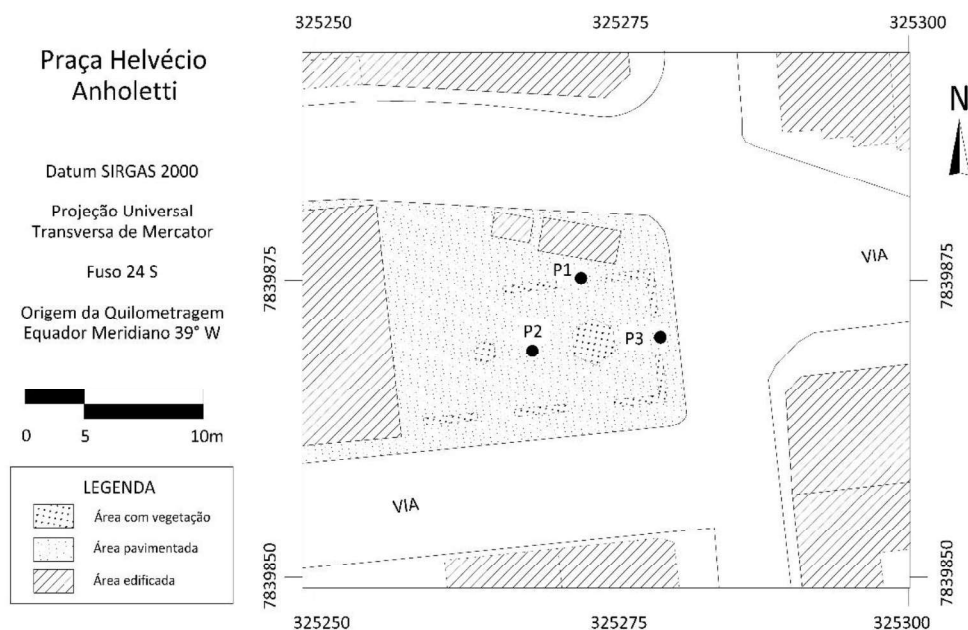 Praça Helvécio
Anholetti
Datum SIRGAS 2000
Projeção Universal
Transversa de Mercator
Fuso 24 S
Origem da Quilometragem
Equador Meridiano 39° W
0 5 10m
LEGENDA
Área com vegetação
Área pavimentada
Área edificada
325250 325275 325300
N
7839875
P1
VIA
7839875
P2
P3
VIA
7839850
7839850
325250 325275 325300